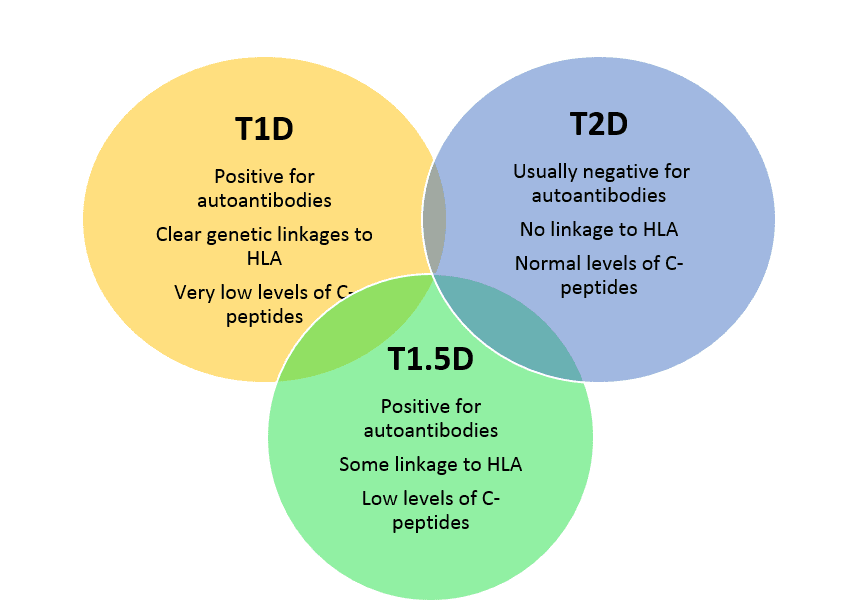 T1D
Positive for
autoantibodies
Clear genetic linkages to
HLA
Very low levels of C-
peptides
T2D
Usually negative for
autoantibodies
No linkage to HLA
Normal levels of C-
peptides
T1.5D
Positive for
autoantibodies
Some linkage to HLA
Low levels of C-
peptides